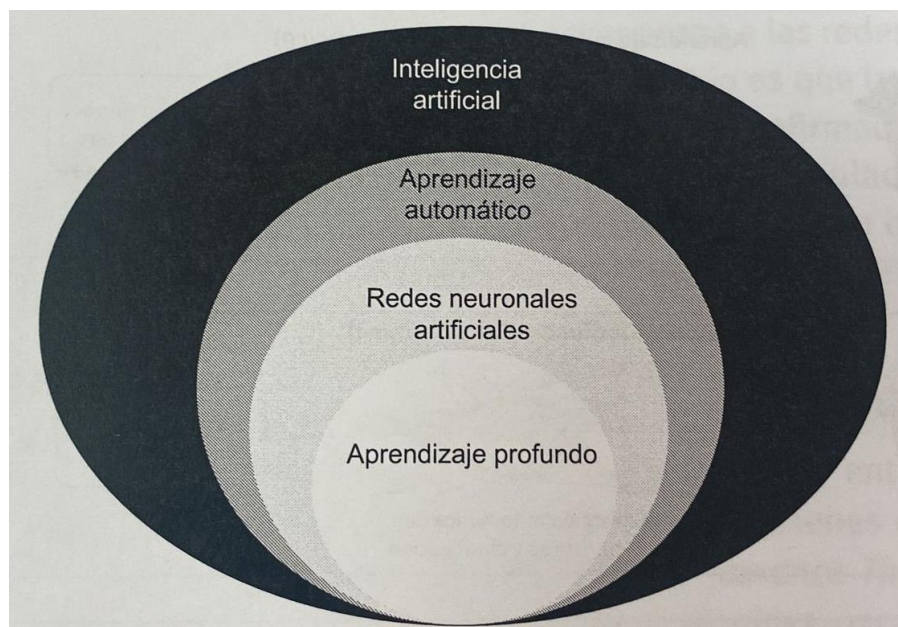 Inteligencia
artificial
Aprendizaje
automático
Redes neuronales
artificiales
Aprendizaje profundo